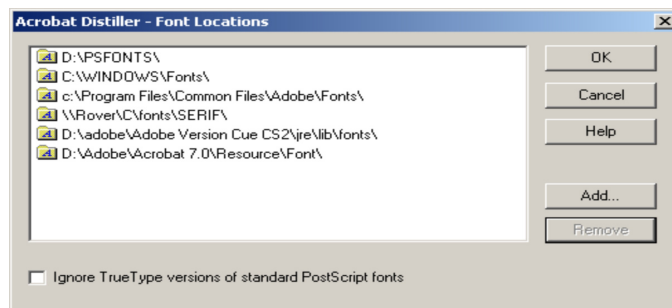 Acrobat Distiller - Font Locations
D:\PSFONTS\
C:\WINDOWS\Fonts\
c:\Program Files\Common Files\Adobe\Fonts\
\\Rover\C\fonts\SERIF\
D:\adobe\Adobe Version Cue CS2\jre\lib\fonts\
D:\Adobe\Acrobat 7.0\Resource\Font\
OK
Cancel
Help
Add...
Remove
Ignore TrueType versions of standard PostScript fonts